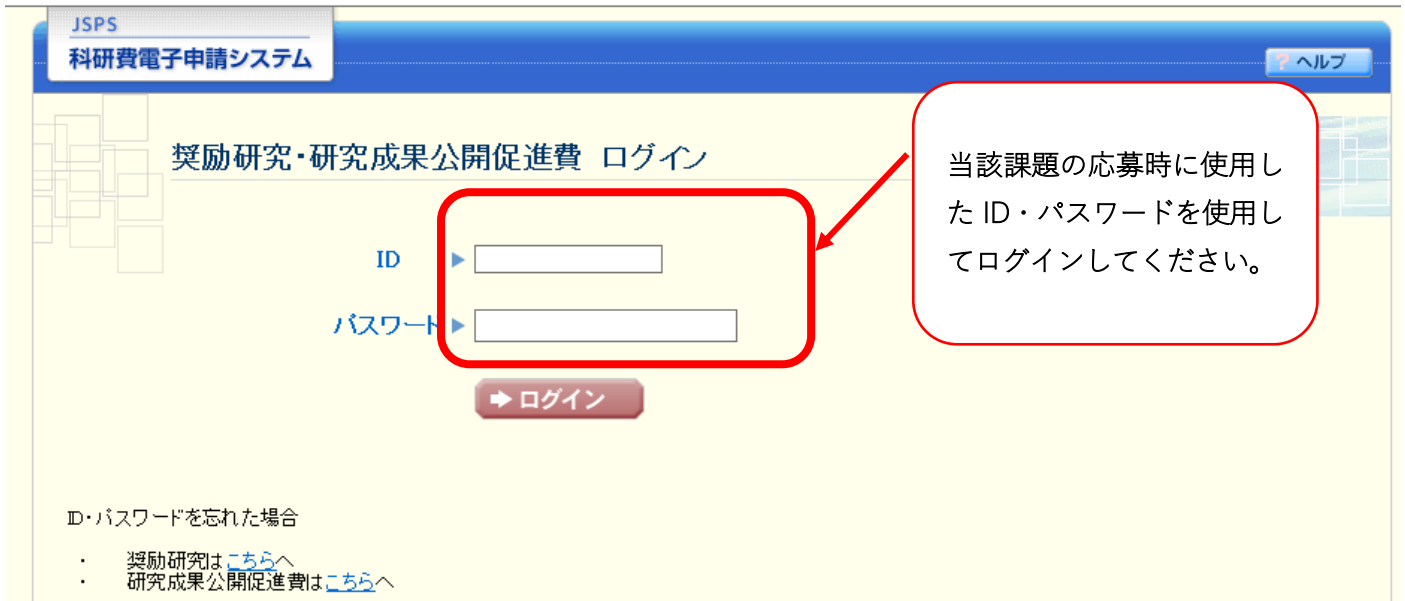 JSPS
科研費電子申請システム
? ヘルプ
奨励研究・研究成果公開促進費 ログイン
当該課題の応募時に使用し
た ID・パスワードを使用し
てログインしてください。
ID
パスワード
ログイン
ID・パスワードを忘れた場合
・ 奨励研究はこちらへ
・ 研究成果公開促進費はこちらへ